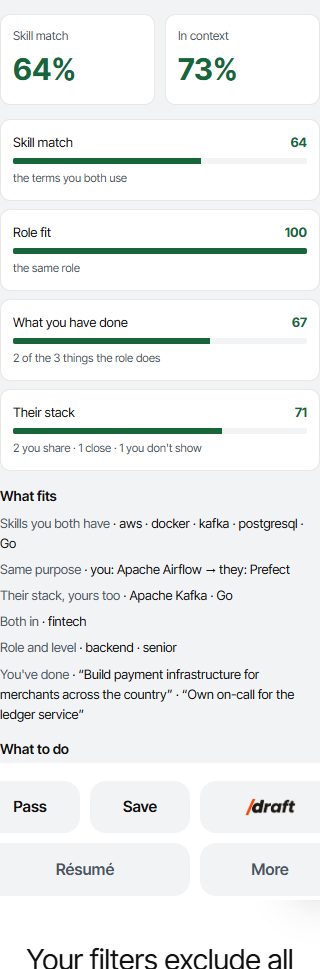 Skill match
64%
In context
73%
Skill match 64
the terms you both use
Role fit 100
the same role
What you have done 67
2 of the 3 things the role does
Their stack 71
2 you share · 1 close · 1 you don't show
What fits
Skills you both have · aws · docker · kafka · postgresql ·
Go
Same purpose · you: Apache Airflow → they: Prefect
Their stack, yours too · Apache Kafka · Go
Both in · fintech
Role and level · backend · senior
You've done · “Build payment infrastructure for
merchants across the country” · “Own on-call for the
ledger service”
What to do
Pass
Save
/draft
Résumé
More
Your filters exclude all